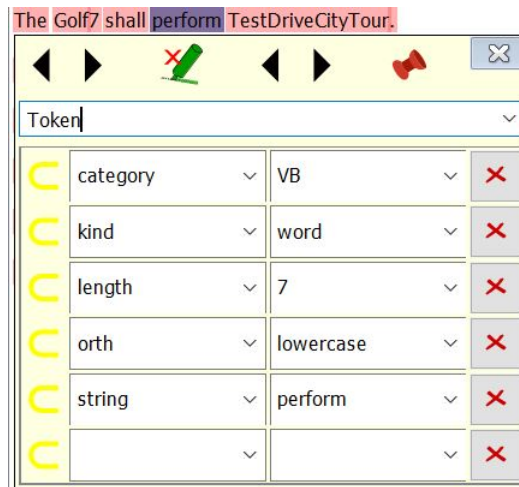 The Golf7 shall perform TestDriveCityTour.
Token
category VB
kind word
length 7
orth lowercase
string perform